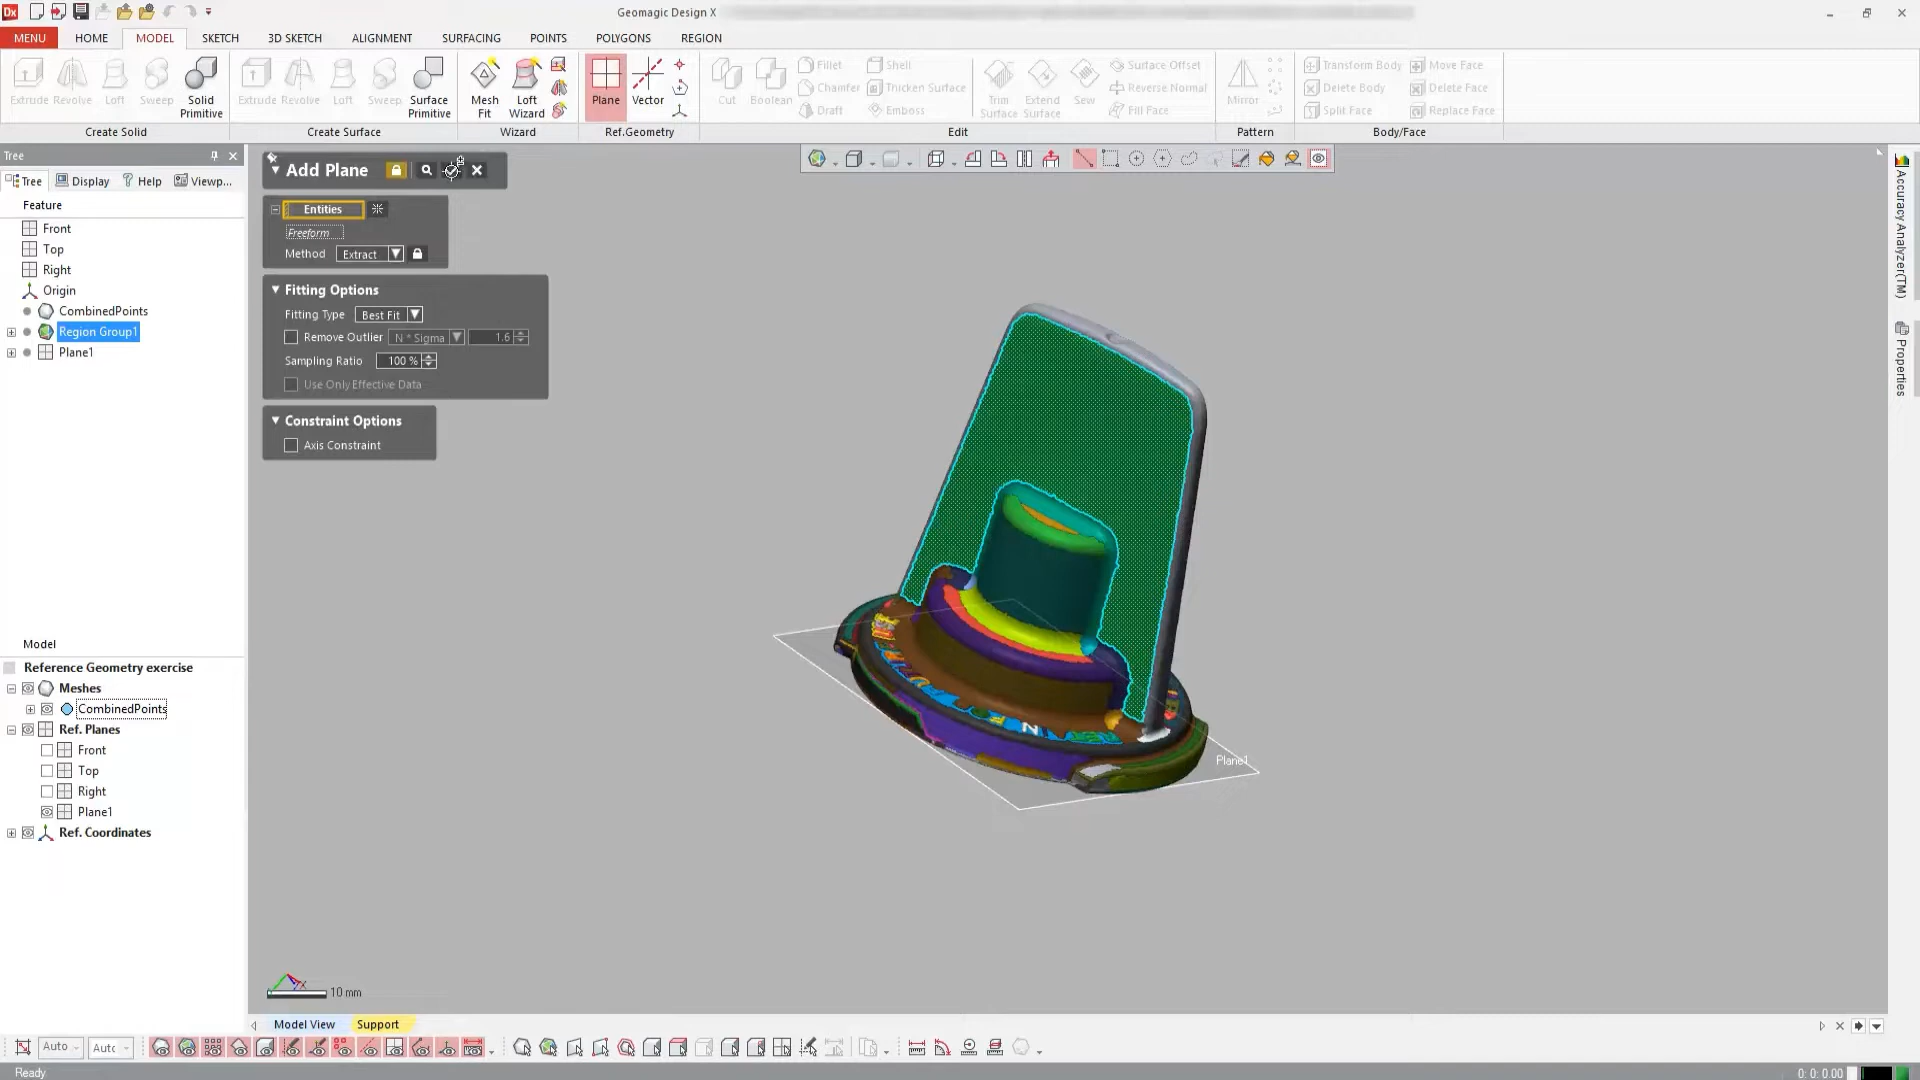 Dx
Geomagic Design X
MENU HOME MODEL SKETCH 3D SKETCH ALIGNMENT SURFACING POINTS POLYGONS REGION
Extrude Revolve Loft Sweep Solid Primitive
Create Solid
Extrude Revolve Loft Sweep Surface Primitive
Create Surface
Mesh Fit Loft Wizard
Wizard
Plane Vector
Ref.Geometry
Cut Boolean
Fillet
Chamfer
Draft
Shell
Thicken Surface
Emboss
Trim Surface Extend Surface Sew
Surface Offset
Reverse Normal
Fill Face
Edit
Mirror
Pattern
Transform Body Move Face
Delete Body Delete Face
Split Face Replace Face
Body/Face
Tree
Tree Display Help Viewp...
Feature
Front
Top
Right
Origin
CombinedPoints
Region Group1
Plane1
Add Plane
Entities
Freeform
Method Extract
Fitting Options
Fitting Type Best Fit
Remove Outlier N * Sigma 1.6
Sampling Ratio 100 %
Use Only Effective Data
Constraint Options
Axis Constraint
Plane1
Accuracy Analyzer(TM)
Properties
Model
Reference Geometry exercise
Meshes
CombinedPoints
Ref. Planes
Front
Top
Right
Plane1
Ref. Coordinates
10 mm
Model View Support
Auto Auto
Ready
0: 0: 0.00